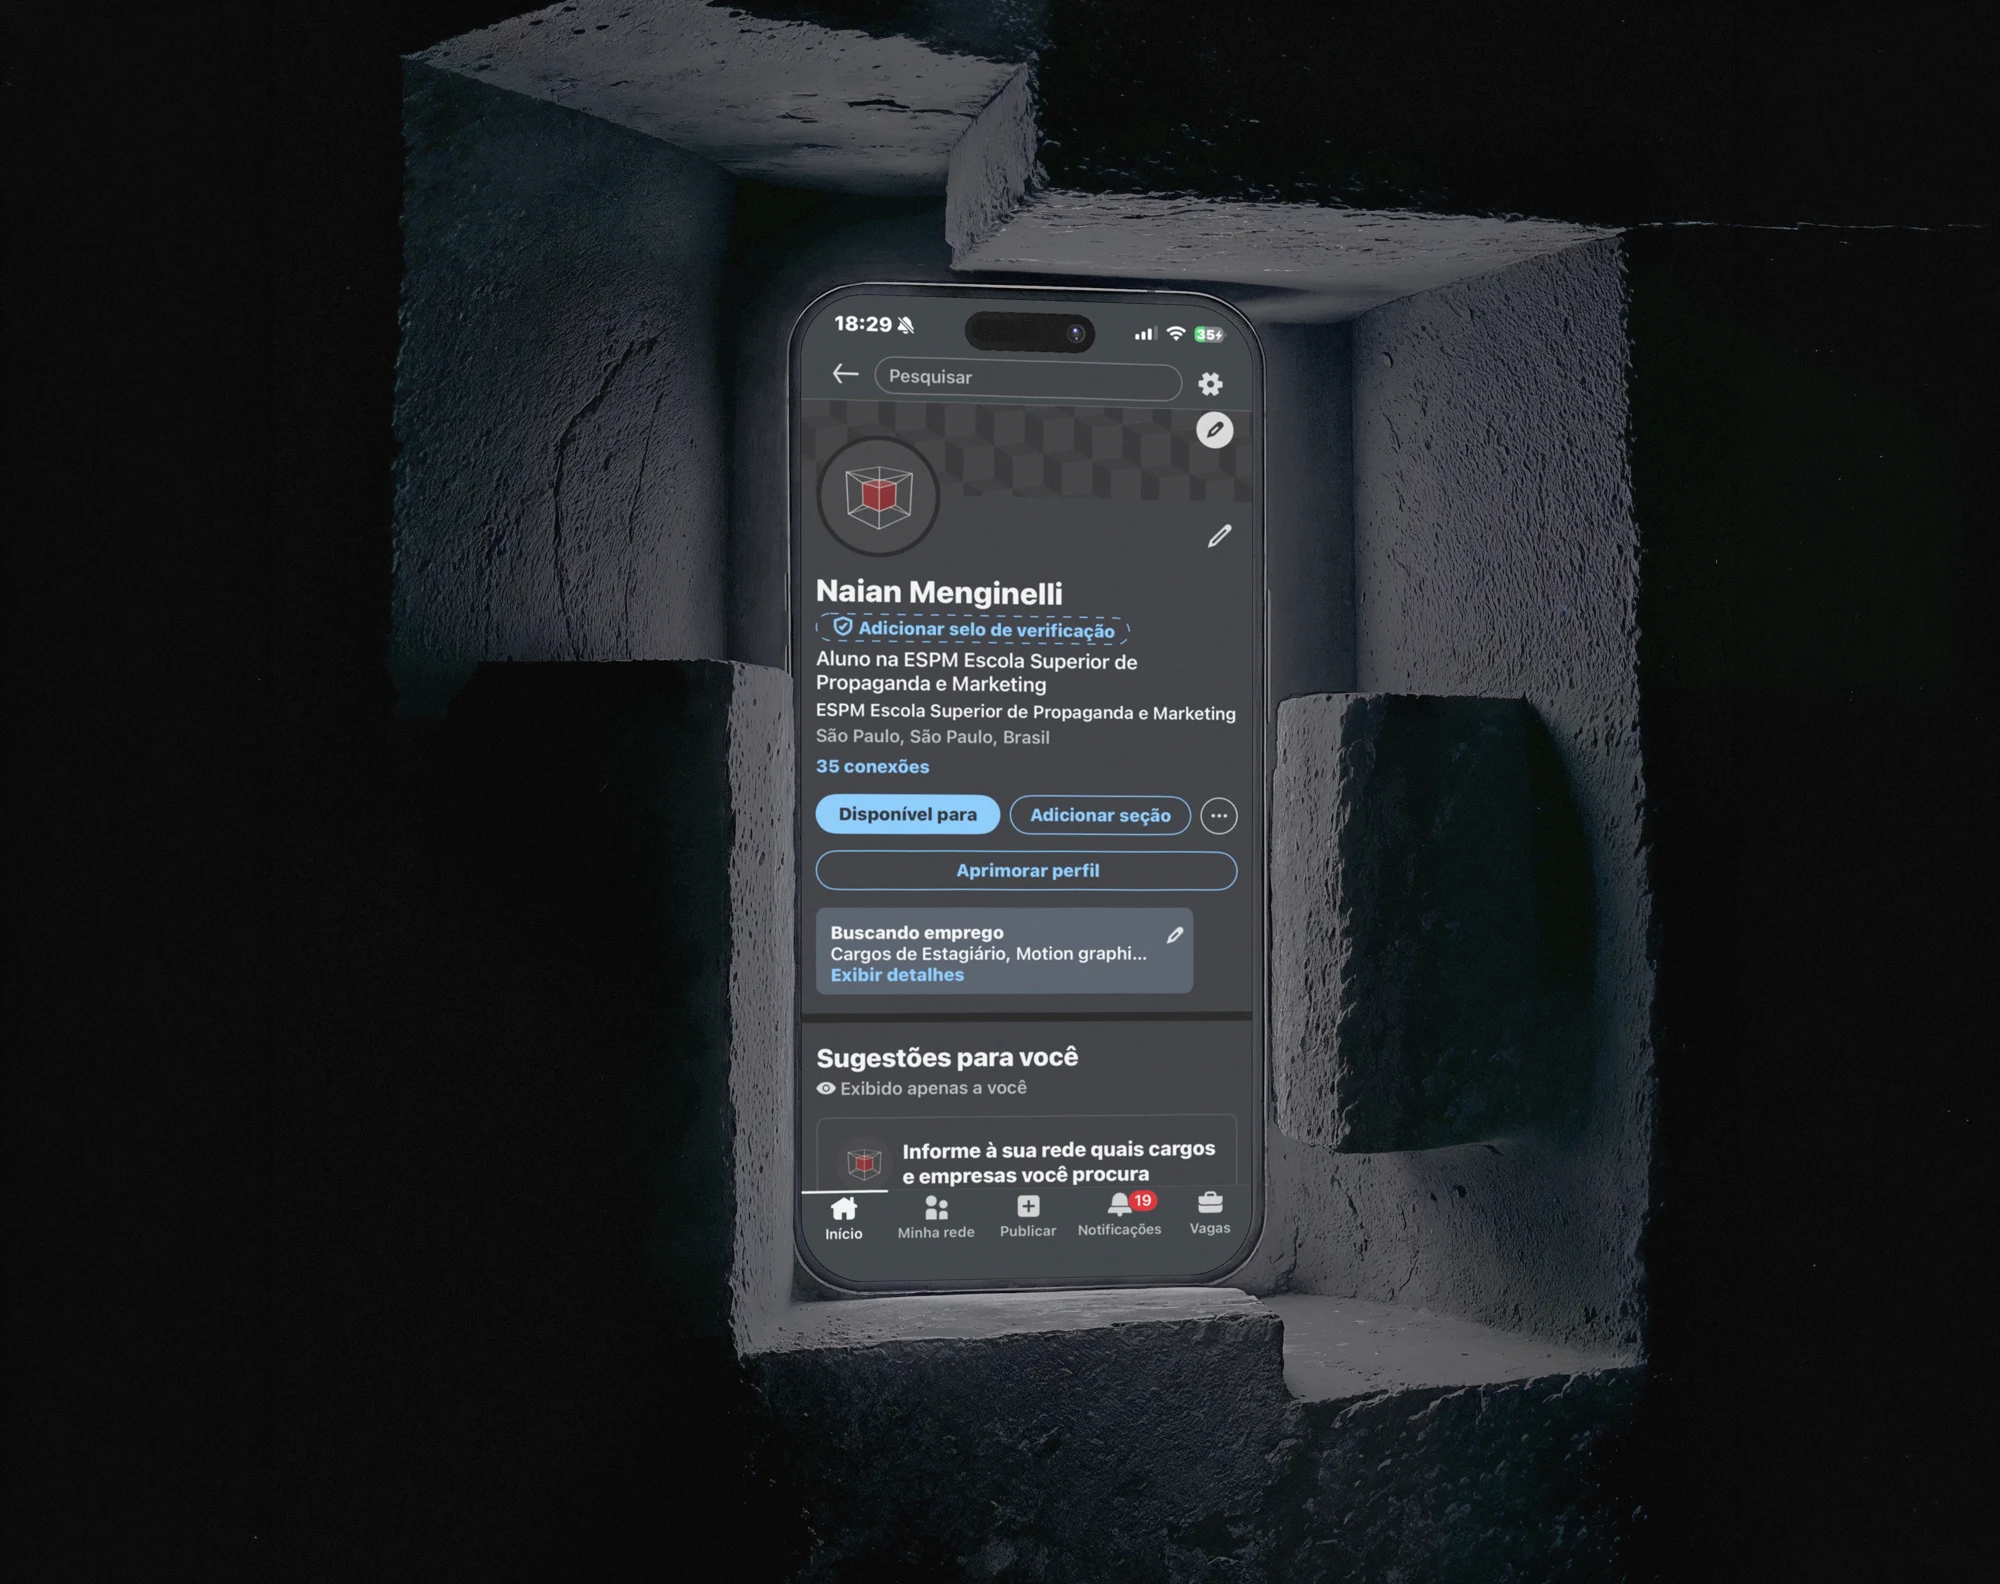 18:29
35
Pesquisar
Naian Menginelli
Adicionar selo de verificação
Aluno na ESPM Escola Superior de
Propaganda e Marketing
ESPM Escola Superior de Propaganda e Marketing
São Paulo, São Paulo, Brasil
35 conexões
Disponível para
Adicionar seção
Aprimorar perfil
Buscando emprego
Cargos de Estagiário, Motion graphi...
Exibir detalhes
Sugestões para você
Exibido apenas a você
Informe à sua rede quais cargos
e empresas você procura
19
Início
Minha rede
Publicar
Notificações
Vagas